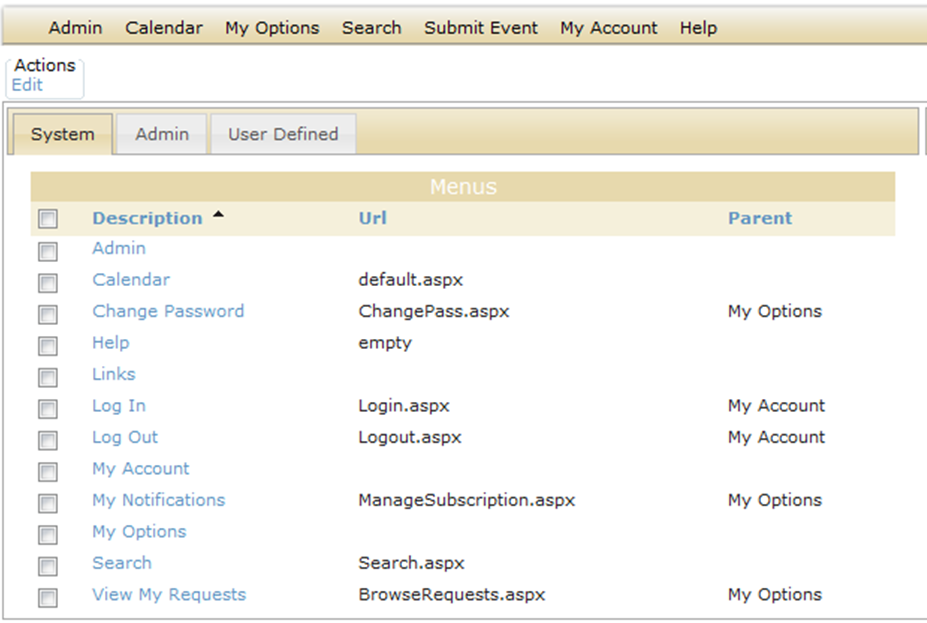 Admin Calendar My Options Search Submit Event My Account Help
Actions
Edit
System Admin User Defined
Menus
Description Url Parent
Admin
Calendar default.aspx
Change Password ChangePass.aspx My Options
Help empty
Links
Log In Login.aspx My Account
Log Out Logout.aspx My Account
My Account
My Notifications ManageSubscription.aspx My Options
My Options
Search Search.aspx
View My Requests BrowseRequests.aspx My Options